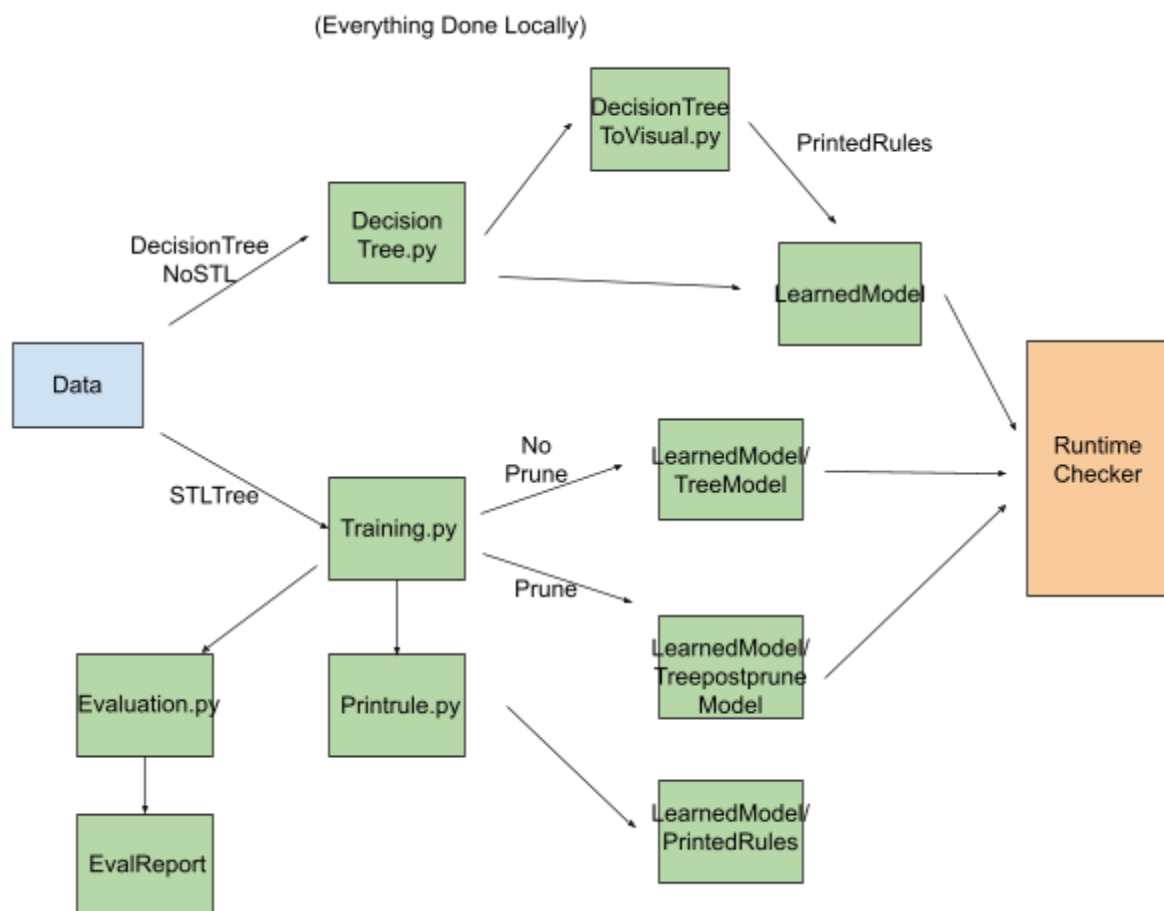 (Everything Done Locally)
DecisionTree
ToVisual.py
PrintedRules
Decision
Tree.py
DecisionTree
NoSTL
LearnedModel
Data
Runtime
Checker
No
Prune
LearnedModel/
TreeModel
STLTree
Training.py
Prune
LearnedModel/
Treepostprune
Model
Evaluation.py
Printrule.py
LearnedModel/
PrintedRules
EvalReport